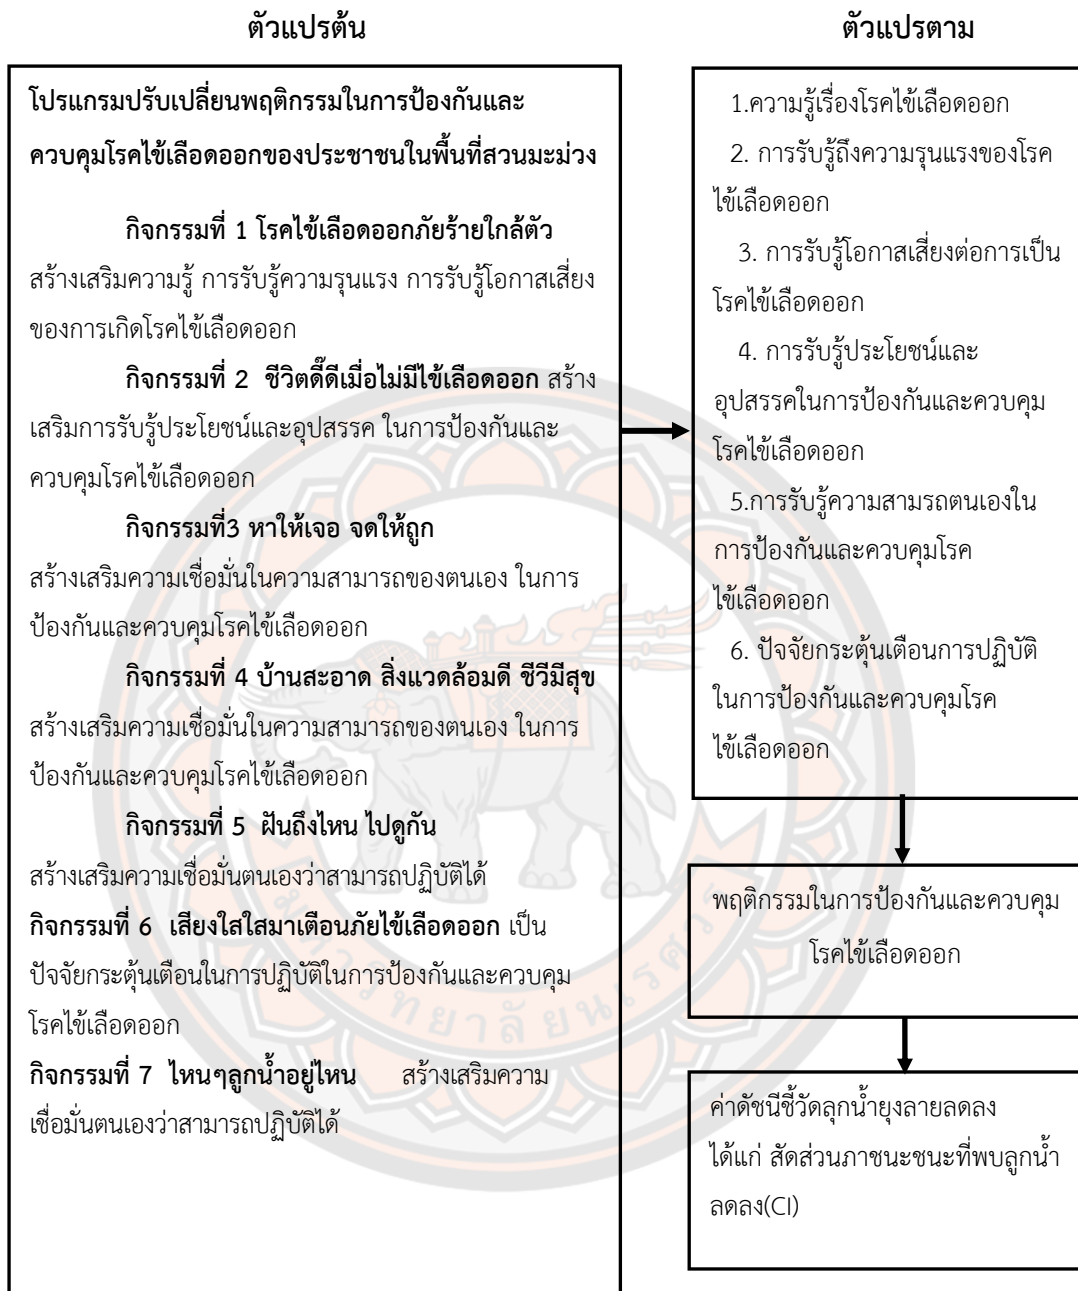 ตัวแปรต้น
ตัวแปรตาม
โปรแกรมปรับเปลี่ยนพฤติกรรมในการป้องกันและ
ควบคุมโรคไข้เลือดออกของประชาชนในพื้นที่สวนมะม่วง
กิจกรรมที่ 1 โรคไข้เลือดออกภัยร้ายใกล้ตัว
สร้างเสริมความรู้ การรับรู้ความรุนแรง การรับรู้โอกาสเสี่ยง
ของการเกิดโรคไข้เลือดออก
กิจกรรมที่ 2 ชีวิตดี๊ดีเมื่อไม่มีไข้เลือดออก สร้าง
เสริมการรับรู้ประโยชน์และอุปสรรค ในการป้องกันและ
ควบคุมโรคไข้เลือดออก
กิจกรรมที่3 หาให้เจอ จดให้ถูก
สร้างเสริมความเชื่อมั่นในความสามารถของตนเอง ในการ
ป้องกันและควบคุมโรคไข้เลือดออก
กิจกรรมที่ 4 บ้านสะอาด สิ่งแวดล้อมดี ชีวีมีสุข
สร้างเสริมความเชื่อมั่นในความสามารถของตนเอง ในการ
ป้องกันและควบคุมโรคไข้เลือดออก
กิจกรรมที่ 5 ฝันถึงไหน ไปดูกัน
สร้างเสริมความเชื่อมั่นตนเองว่าสามารถปฏิบัติได้
กิจกรรมที่ 6 เสียงใสใสมาเตือนภัยไข้เลือดออก เป็น
ปัจจัยกระตุ้นเตือนในการปฏิบัติในการป้องกันและควบคุม
โรคไข้เลือดออก
กิจกรรมที่ 7 ไหนๆลูกน้ำอยู่ไหน สร้างเสริมความ
เชื่อมั่นตนเองว่าสามารถปฏิบัติได้
1.ความรู้เรื่องโรคไข้เลือดออก
2. การรับรู้ถึงความรุนแรงของโรค
ไข้เลือดออก
3. การรับรู้โอกาสเสี่ยงต่อการเป็น
โรคไข้เลือดออก
4. การรับรู้ประโยชน์และ
อุปสรรคในการป้องกันและควบคุม
โรคไข้เลือดออก
5.การรับรู้ความสามรถตนเองใน
การป้องกันและควบคุมโรค
ไข้เลือดออก
6. ปัจจัยกระตุ้นเตือนการปฏิบัติ
ในการป้องกันและควบคุมโรค
ไข้เลือดออก
พฤติกรรมในการป้องกันและควบคุม
โรคไข้เลือดออก
ค่าดัชนีชี้วัดลุกน้ำยุงลายลดลง
ได้แก่ สัดส่วนภาชนะชนะที่พบลูกน้ำ
ลดลง(CI)
มหาวิทยาลัยนเรศวร